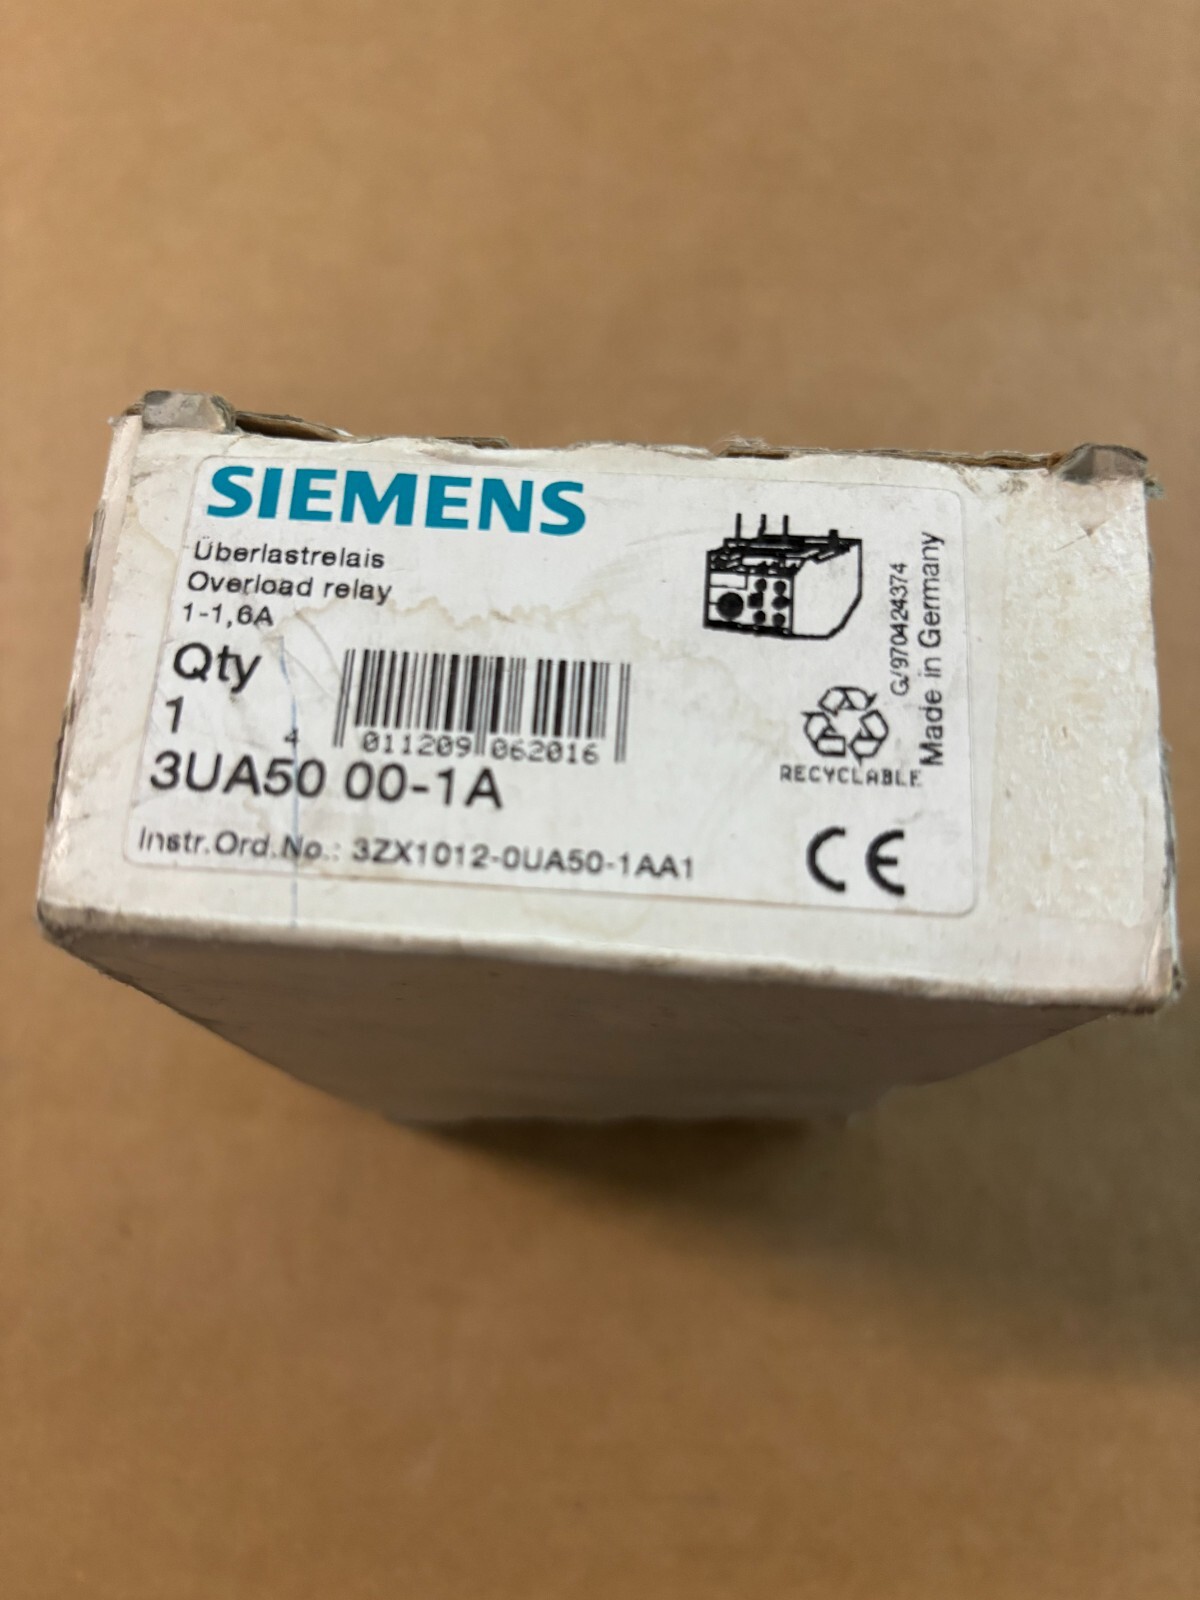 SIEMENS
Überlastrelais
Overload relay
1-1,6A
Qty
1
4 011209 062016
3UA50 00-1A
Instr.Ord.No.: 3ZX1012-0UA50-1AA1
RECYCLABLE
G/970424374
Made in Germany
CE